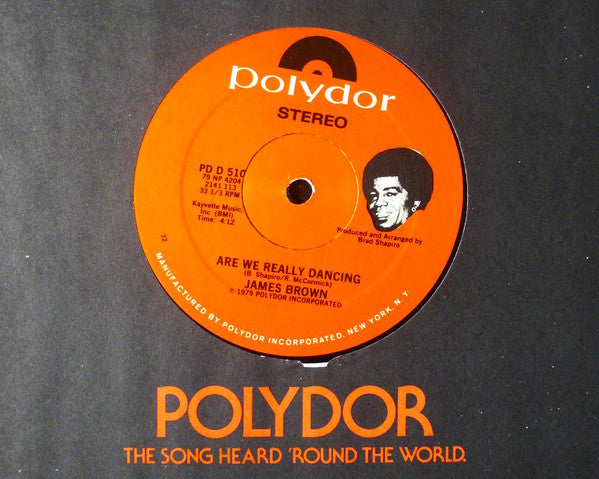 polydor
STEREO
PD D 510
79 NP 4204
2141 113
33 1/3 RPM
Kayvette Music,
Inc. (BMI)
Time: 4:12
Produced and Arranged by
Brad Shapiro
72
ARE WE REALLY DANCING
(B. Shapiro/R. McCormick)
JAMES BROWN
℗ 1979 POLYDOR INCORPORATED
MANUFACTURED BY POLYDOR INCORPORATED, NEW YORK, N.Y.
POLYDOR
THE SONG HEARD 'ROUND THE WORLD.